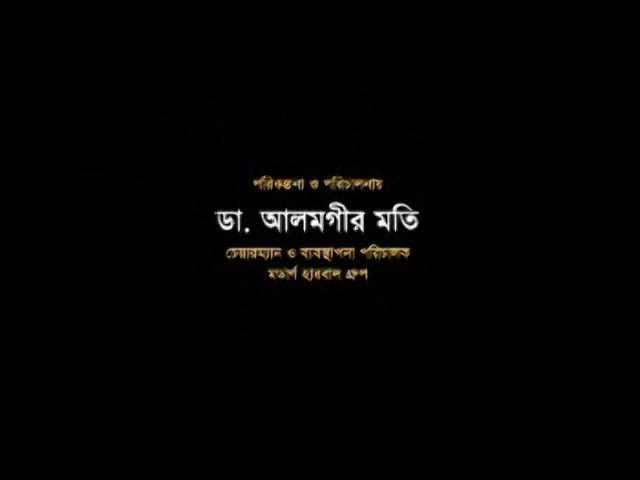 পরিকল্পনা ও পরিচালনায়
ডা. আলমগীর মতি
চেয়ারম্যান ও ব্যবস্থাপনা পরিচালক
মডার্ণ হারবাল গ্রুপ